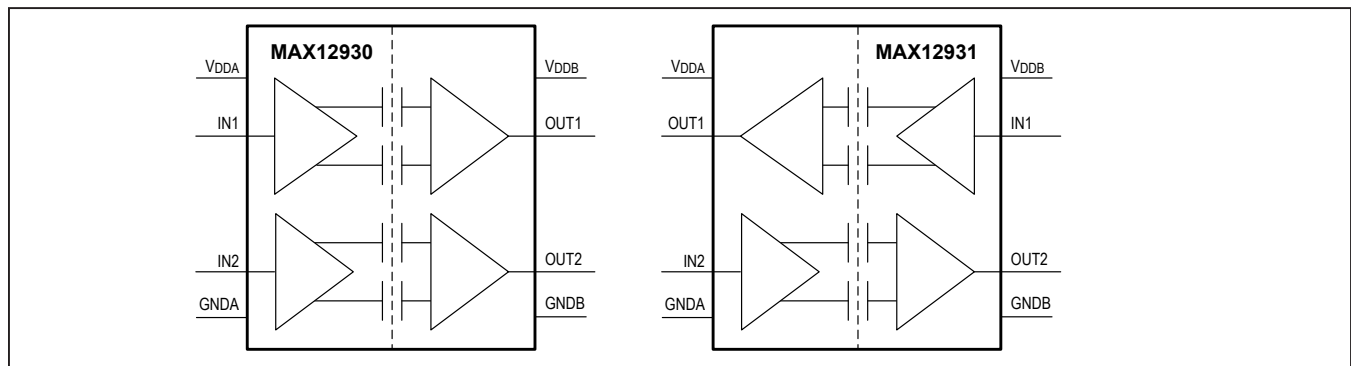 MAX12930
VDDA
VDDB
IN1
OUT1
IN2
OUT2
GNDA
GNDB
MAX12931
VDDA
VDDB
OUT1
IN1
IN2
OUT2
GNDA
GNDB